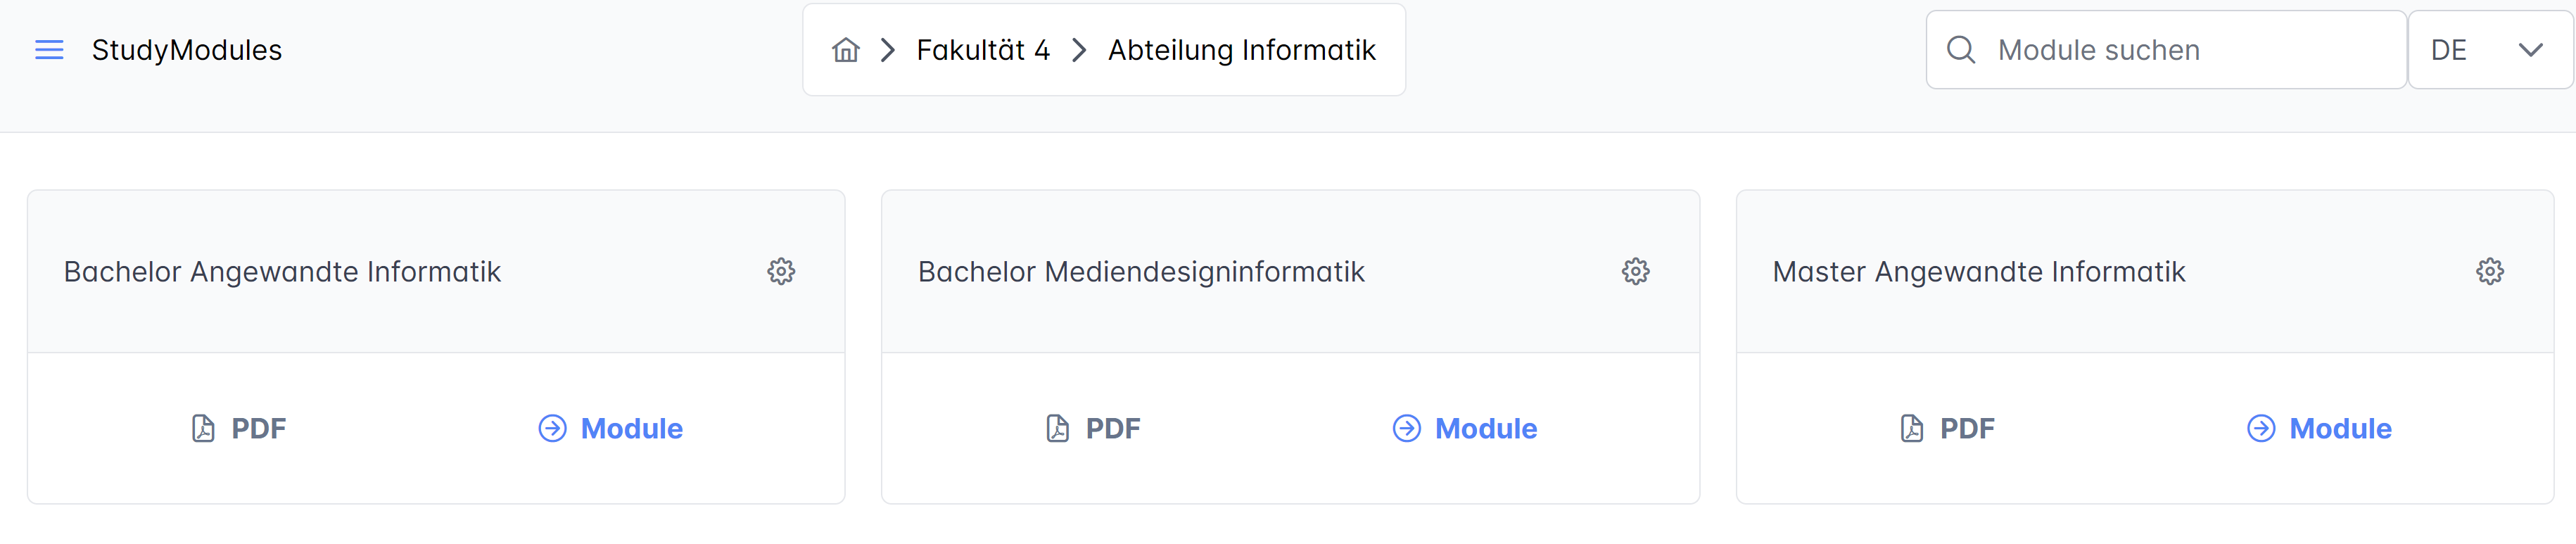 StudyModules
Fakultät 4
Abteilung Informatik
Module suchen
DE
Bachelor Angewandte Informatik
PDF
Module
Bachelor Mediendesigninformatik
PDF
Module
Master Angewandte Informatik
PDF
Module